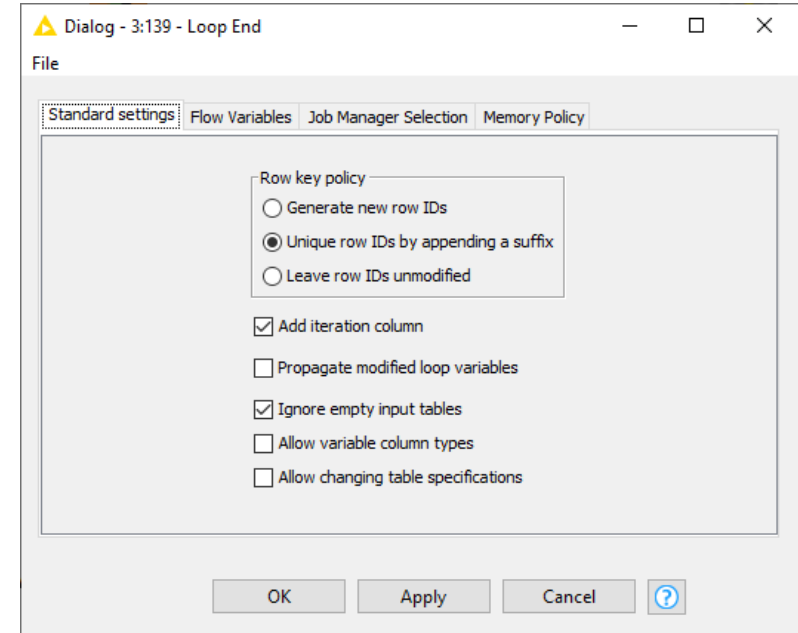 Dialog - 3:139 - Loop End
File
Standard settings Flow Variables Job Manager Selection Memory Policy
Row key policy
Generate new row IDs
Unique row IDs by appending a suffix
Leave row IDs unmodified
Add iteration column
Propagate modified loop variables
Ignore empty input tables
Allow variable column types
Allow changing table specifications
OK Apply Cancel ?